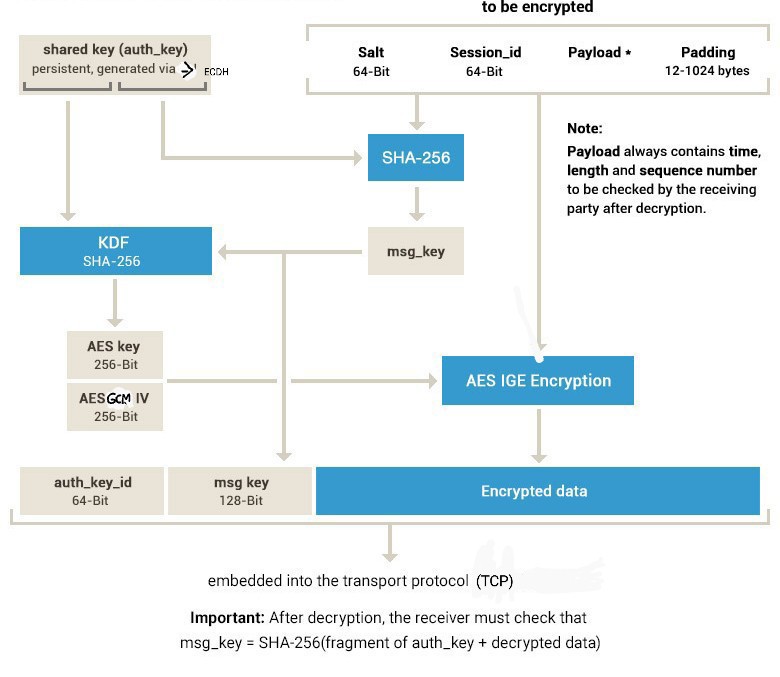 to be encrypted
shared key (auth_key)
persistent, generated via
ECDH
Salt
64-Bit
Session_id
64-Bit
Payload *
Padding
12-1024 bytes
Note:
Payload always contains time,
length and sequence number
to be checked by the receiving
party after decryption.
SHA-256
KDF
SHA-256
msg_key
AES key
256-Bit
AES GCM IV
256-Bit
AES IGE Encryption
auth_key_id
64-Bit
msg key
128-Bit
Encrypted data
embedded into the transport protocol (TCP)
Important: After decryption, the receiver must check that
msg_key = SHA-256(fragment of auth_key + decrypted data)